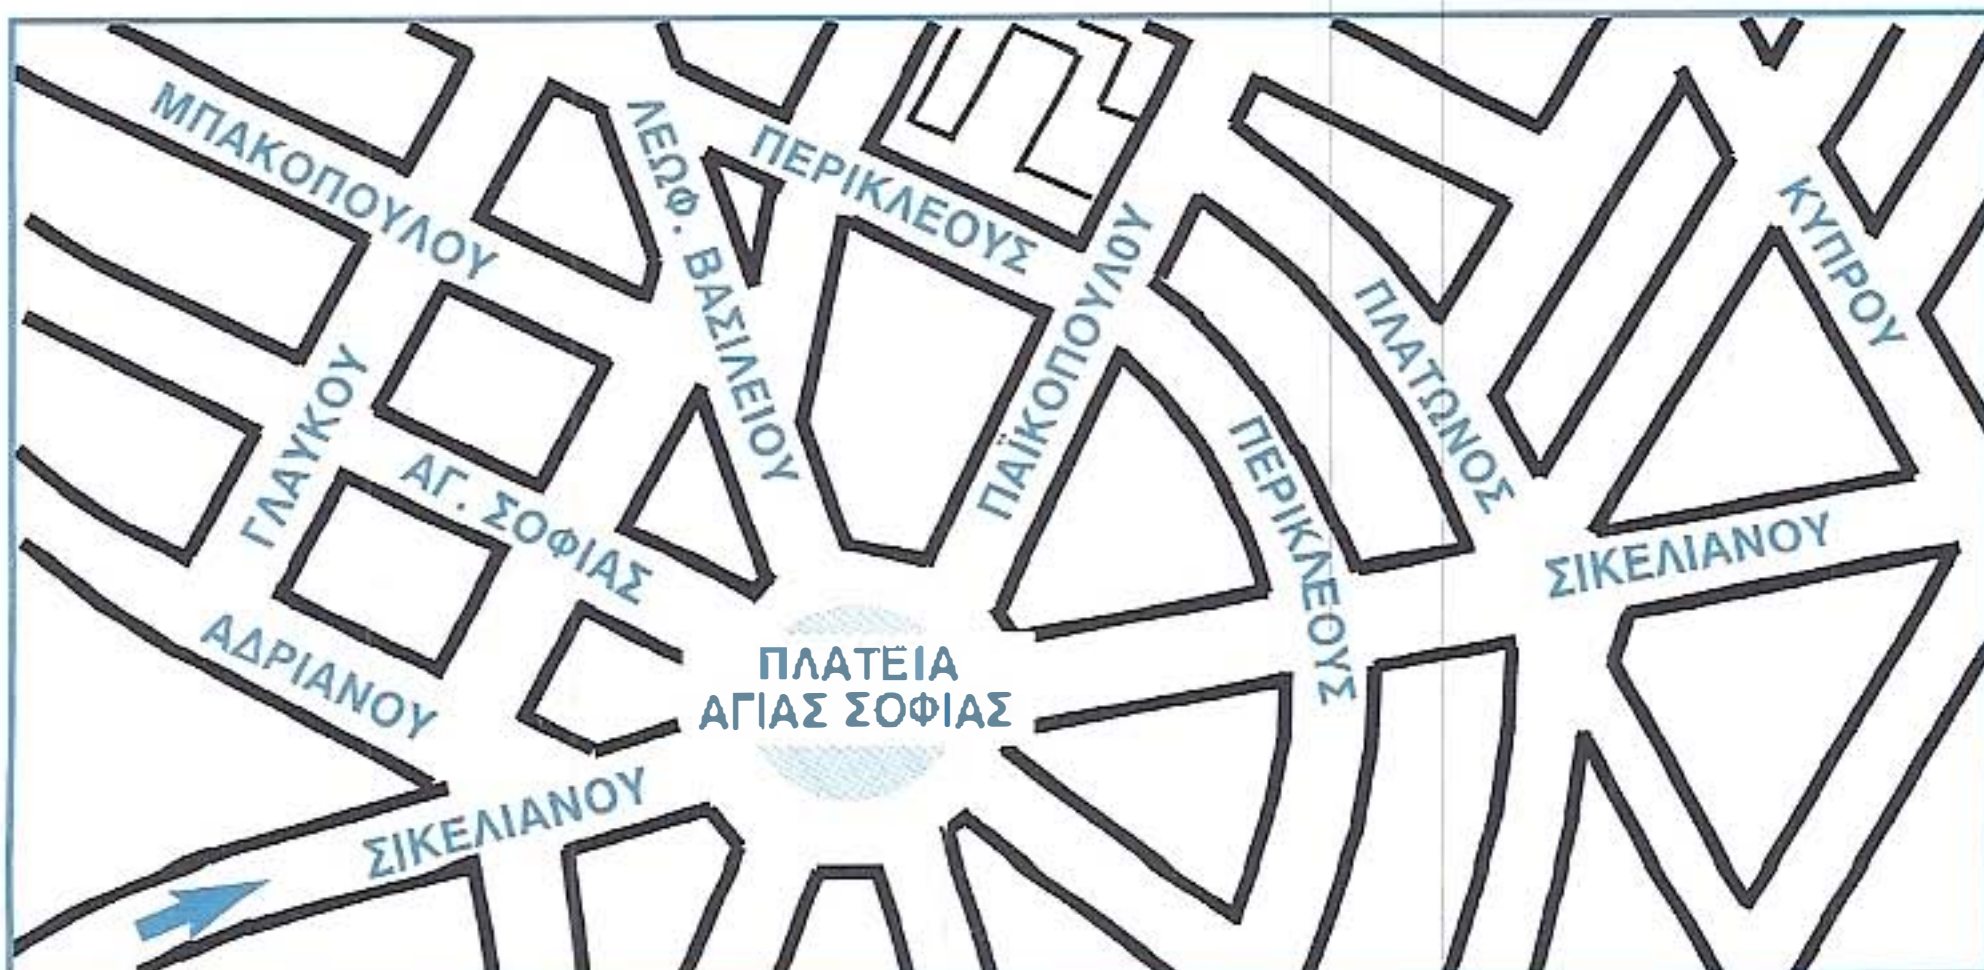 ΜΠΑΚΟΠΟΥΛΟΥ
ΛΕΩΦ. ΒΑΣΙΛΕΙΟΥ
ΠΕΡΙΚΛΕΟΥΣ
ΠΑΪΚΟΠΟΥΛΟΥ
ΠΛΑΤΩΝΟΣ
ΚΥΠΡΟΥ
ΓΛΑΥΚΟΥ
ΑΓ. ΣΟΦΙΑΣ
ΠΕΡΙΚΛΕΟΥΣ
ΣΙΚΕΛΙΑΝΟΥ
ΑΔΡΙΑΝΟΥ
ΠΛΑΤΕΙΑ
ΑΓΙΑΣ ΣΟΦΙΑΣ
ΣΙΚΕΛΙΑΝΟΥ